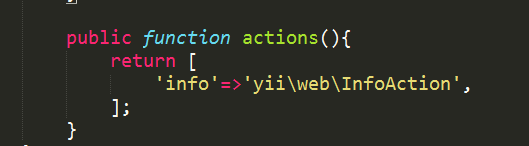 public function actions(){
return [
'info'=>'yii\web\InfoAction',
];
}